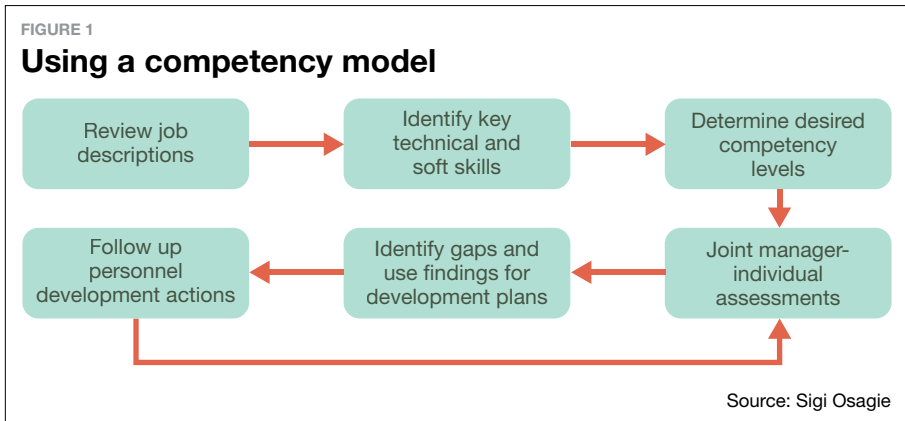 FIGURE 1
Using a competency model
Review job
descriptions
Identify key
technical and
soft skills
Determine desired
competency
levels
Joint manager-
individual
assessments
Identify gaps and
use findings for
development plans
Follow up
personnel
development actions
Source: Sigi Osagie